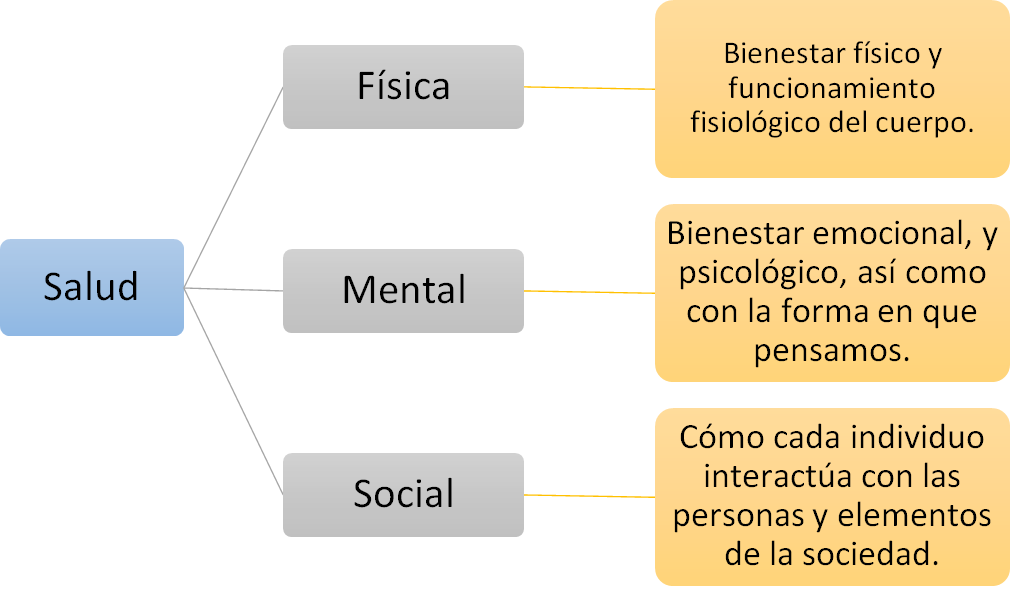 Salud
Física
Bienestar físico y
funcionamiento
fisiológico del cuerpo.
Mental
Bienestar emocional, y
psicológico, así como
con la forma en que
pensamos.
Social
Cómo cada individuo
interactúa con las
personas y elementos
de la sociedad.